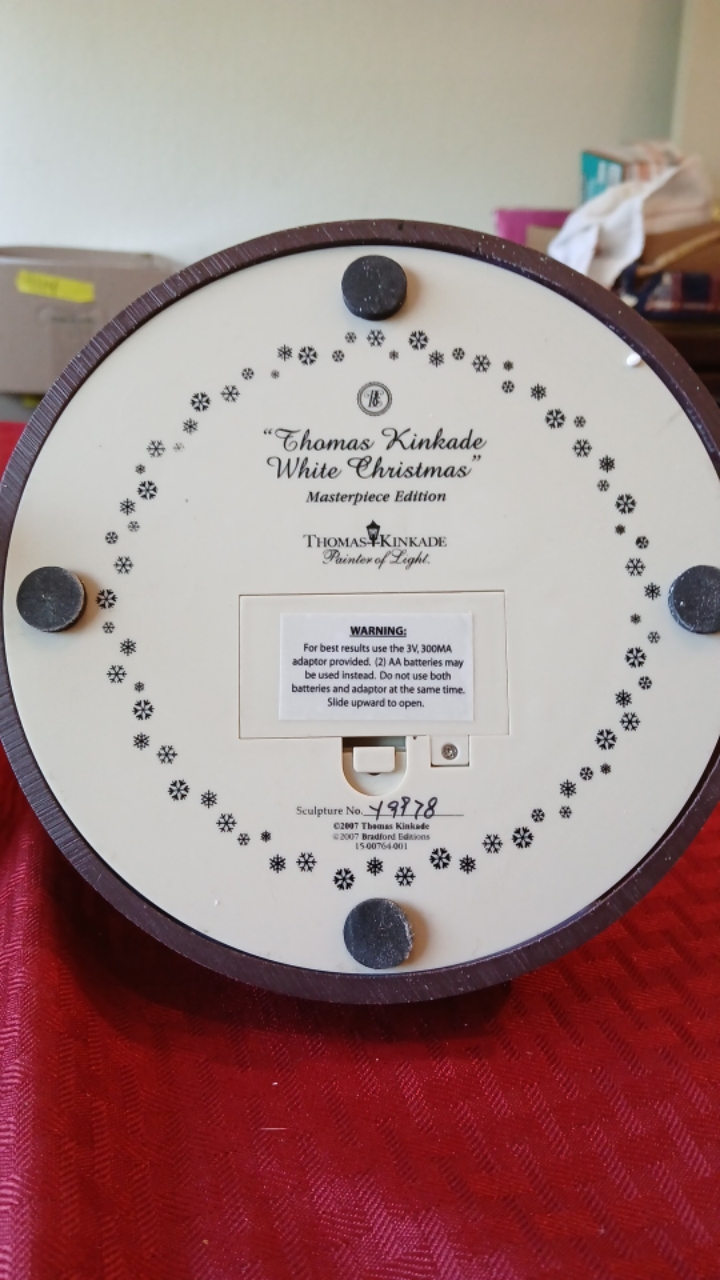 "Thomas Kinkade
White Christmas"
Masterpiece Edition
THOMAS KINKADE
Painter of Light.
WARNING:
For best results use the 3V, 300MA
adaptor provided. (2) AA batteries may
be used instead. Do not use both
batteries and adaptor at the same time.
Slide upward to open.
Sculpture No. Y9978
©2007 Thomas Kinkade
©2007 Bradford Editions
15-00764-001